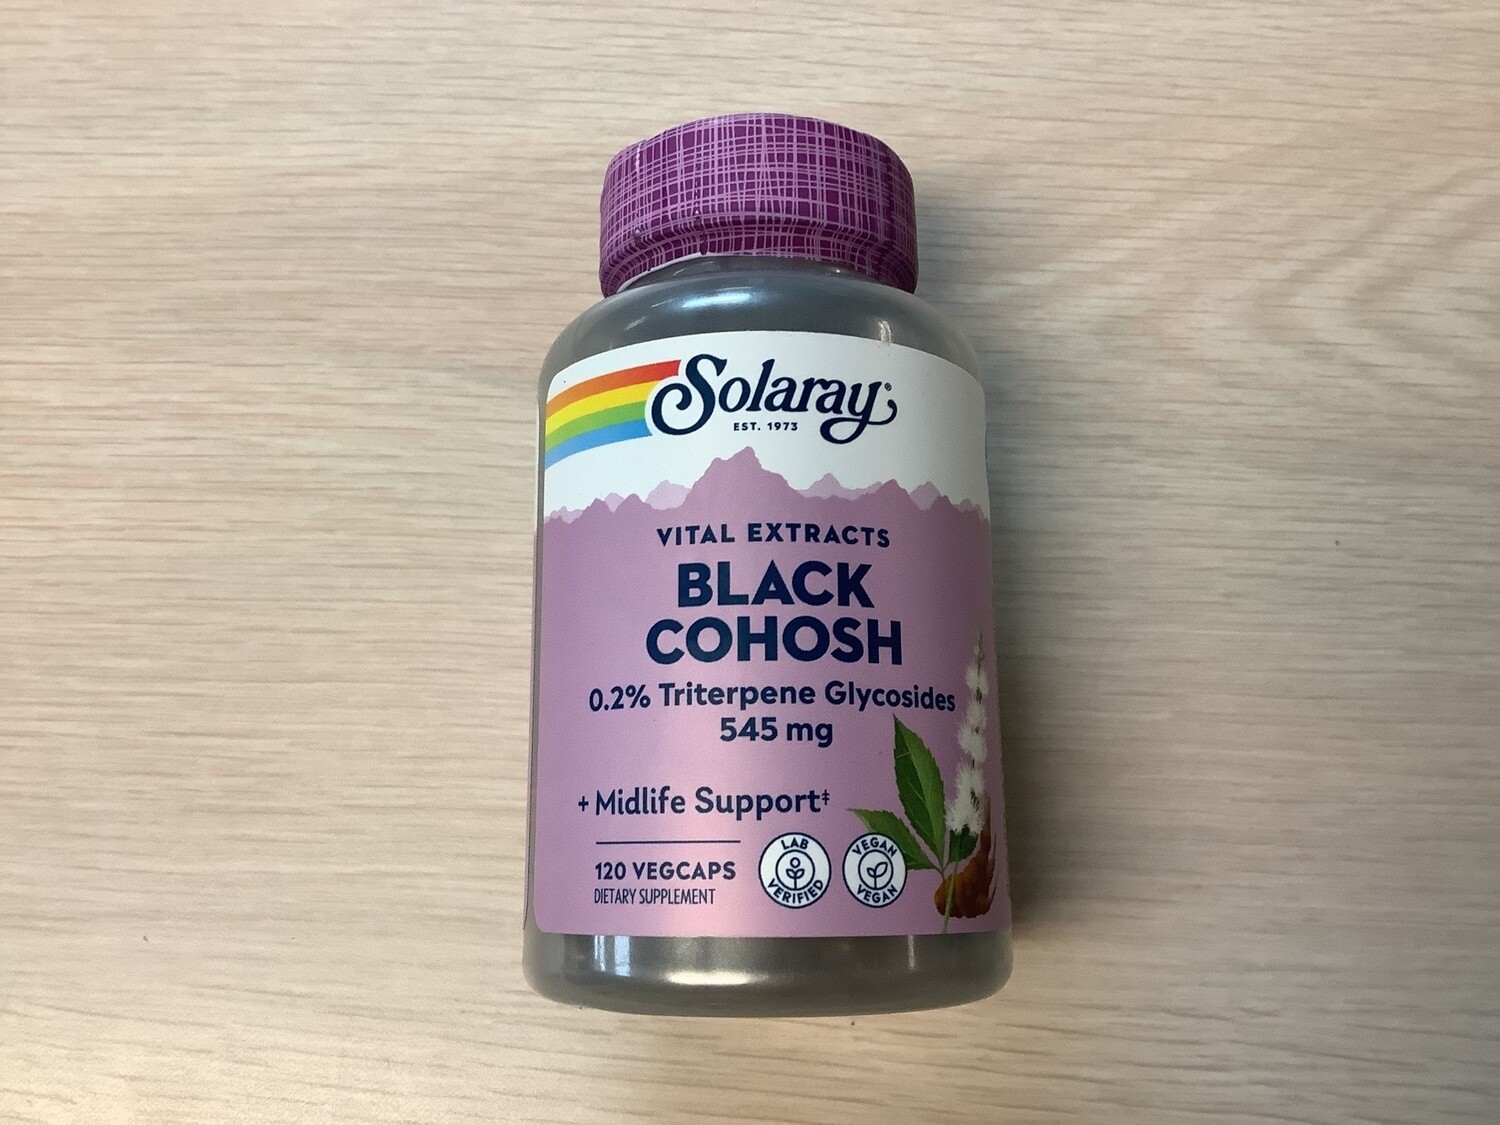 Solaray®
EST. 1973
VITAL EXTRACTS
BLACK
COHOSH
0.2% Triterpene Glycosides
545 mg
+ Midlife Support‡
120 VEGCAPS
DIETARY SUPPLEMENT
LAB
VERIFIED
VEGAN
VEGAN